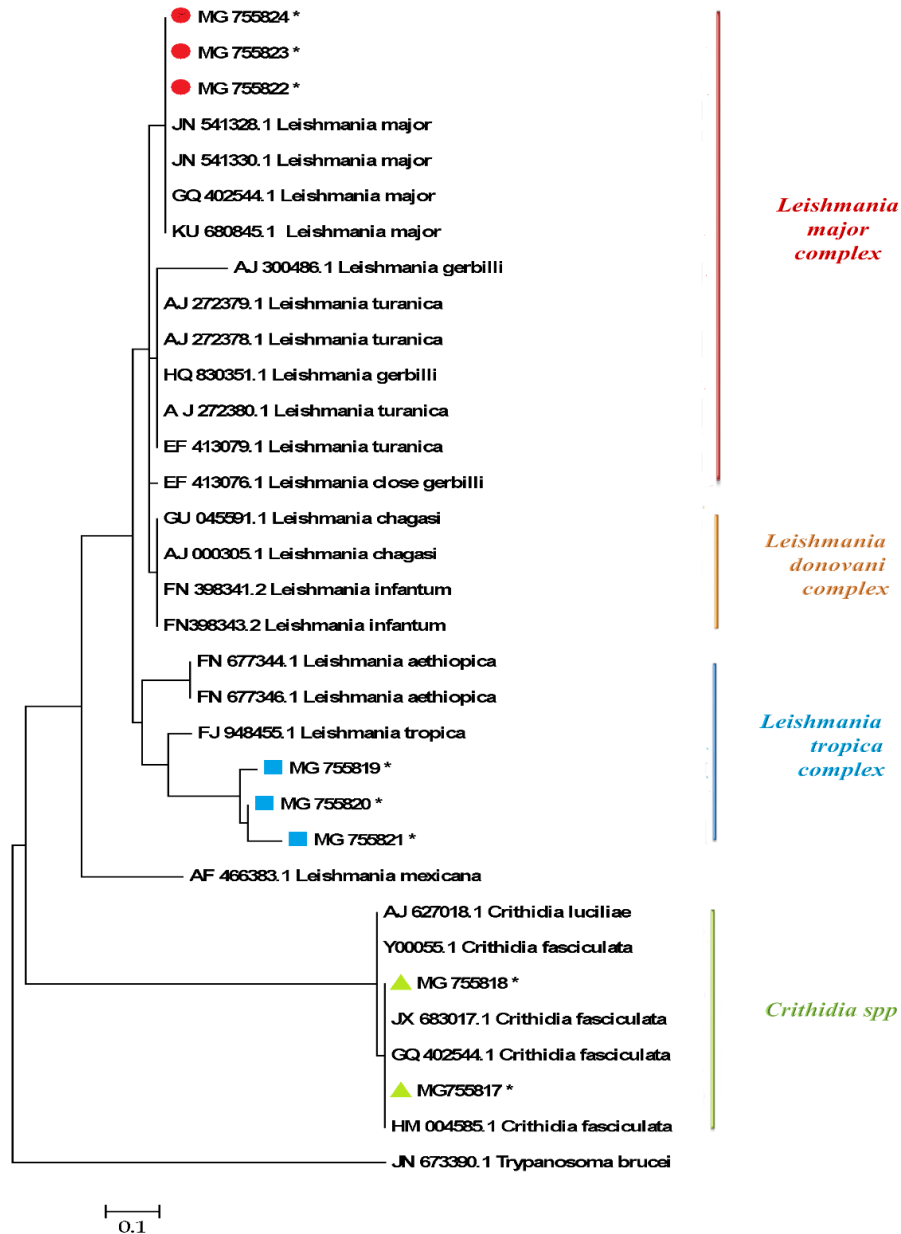 MG 755824 *
MG 755823 *
MG 755822 *
JN 541328.1 Leishmania major
JN 541330.1 Leishmania major
GQ 402544.1 Leishmania major
KU 680845.1 Leishmania major
AJ 300486.1 Leishmania gerbilli
AJ 272379.1 Leishmania turanica
AJ 272378.1 Leishmania turanica
HQ 830351.1 Leishmania gerbilli
A J 272380.1 Leishmania turanica
EF 413079.1 Leishmania turanica
EF 413076.1 Leishmania close gerbilli
Leishmania
major
complex
GU 045591.1 Leishmania chagasi
AJ 000305.1 Leishmania chagasi
FN 398341.2 Leishmania infantum
FN398343.2 Leishmania infantum
Leishmania
donovani
complex
FN 677344.1 Leishmania aethiopica
FN 677346.1 Leishmania aethiopica
FJ 948455.1 Leishmania tropica
MG 755819 *
MG 755820 *
MG 755821 *
Leishmania
tropica
complex
AF 466383.1 Leishmania mexicana
AJ 627018.1 Crithidia luciliae
Y00055.1 Crithidia fasciculata
MG 755818 *
JX 683017.1 Crithidia fasciculata
GQ 402544.1 Crithidia fasciculata
MG755817 *
HM 004585.1 Crithidia fasciculata
Crithidia spp
JN 673390.1 Trypanosoma brucei
0.1